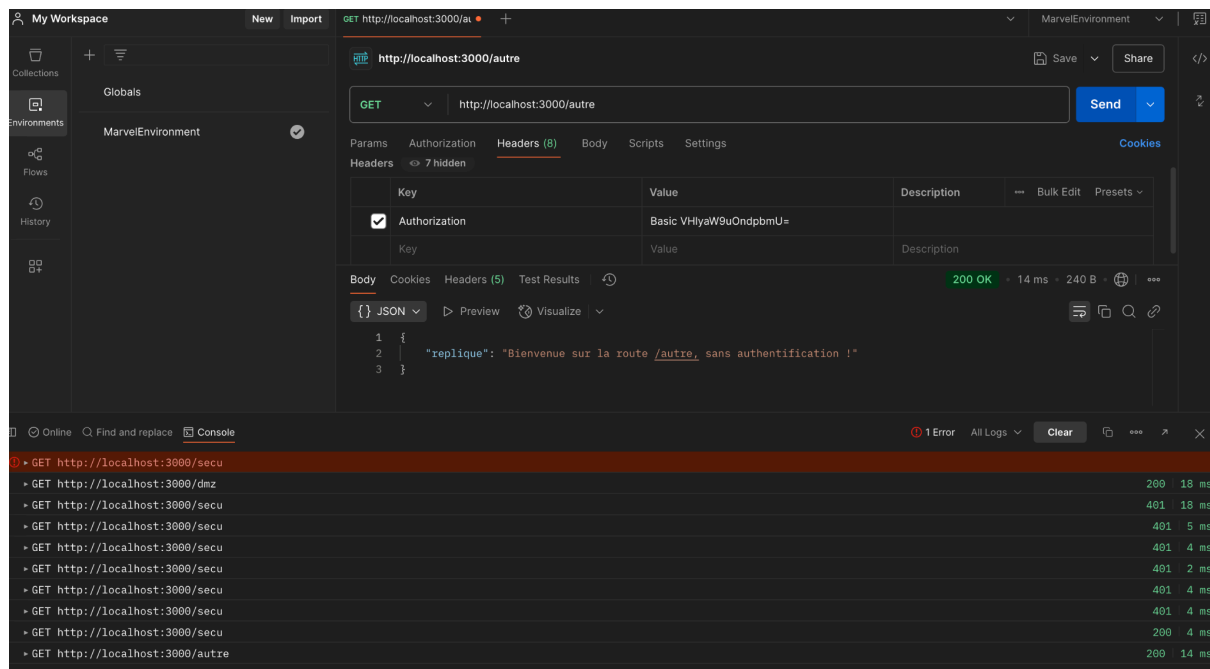 My Workspace New Import GET http://localhost:3000/au MarvelEnvironment
http://localhost:3000/autre Save Share
Collections
Globals
GET http://localhost:3000/autre Send
Environments MarvelEnvironment
Params Authorization Headers (8) Body Scripts Settings Cookies
Flows Headers 7 hidden
Key Value Description Bulk Edit Presets
History Authorization Basic VHlyaW9uOndpbmU=
Key Value Description
Body Cookies Headers (5) Test Results 200 OK 14 ms 240 B
{} JSON Preview Visualize
1 {
2 "replique": "Bienvenue sur la route /autre, sans authentification !"
3 }
Online Find and replace Console 1 Error All Logs Clear
GET http://localhost:3000/secu
GET http://localhost:3000/dmz 200 18 ms
GET http://localhost:3000/secu 401 18 ms
GET http://localhost:3000/secu 401 5 ms
GET http://localhost:3000/secu 401 4 ms
GET http://localhost:3000/secu 401 2 ms
GET http://localhost:3000/secu 401 4 ms
GET http://localhost:3000/secu 401 4 ms
GET http://localhost:3000/secu 200 4 ms
GET http://localhost:3000/autre 200 14 ms